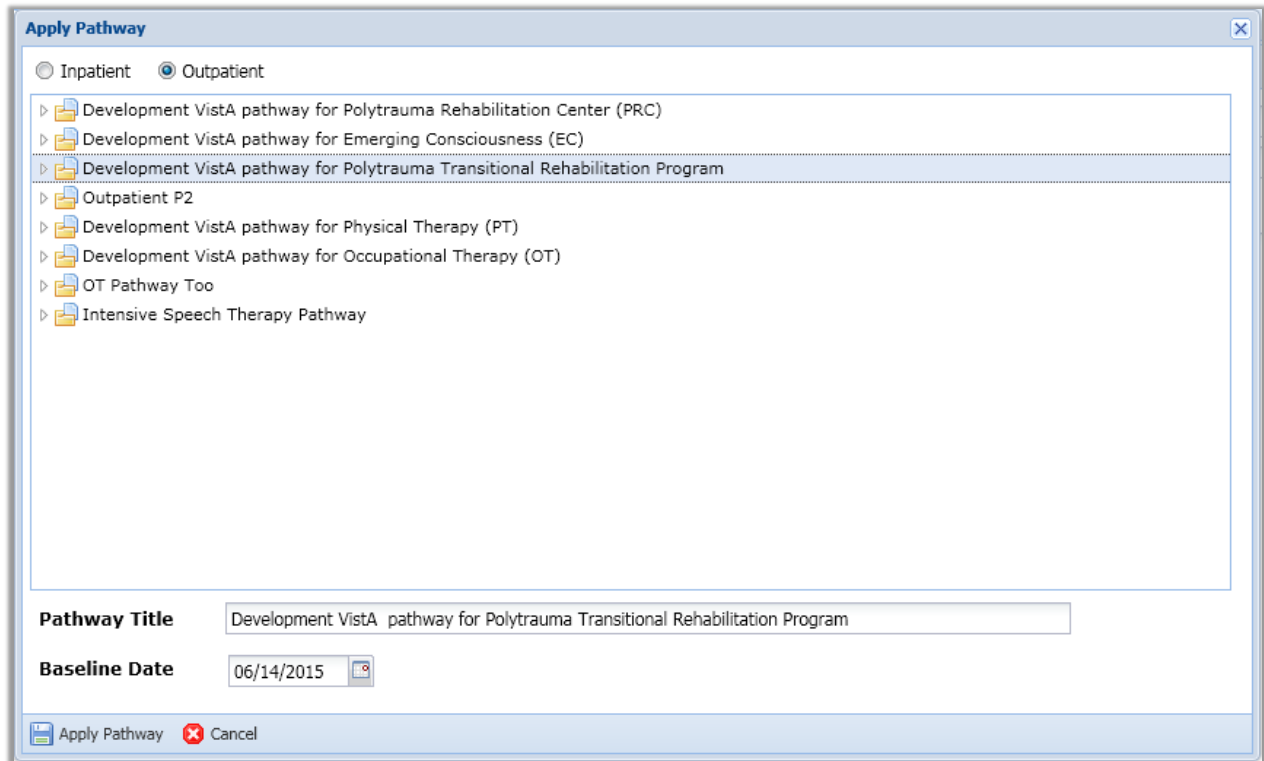 Apply Pathway
Inpatient Outpatient
Development VistA pathway for Polytrauma Rehabilitation Center (PRC)
Development VistA pathway for Emerging Consciousness (EC)
Development VistA pathway for Polytrauma Transitional Rehabilitation Program
Outpatient P2
Development VistA pathway for Physical Therapy (PT)
Development VistA pathway for Occupational Therapy (OT)
OT Pathway Too
Intensive Speech Therapy Pathway
Pathway Title Development VistA  pathway for Polytrauma Transitional Rehabilitation Program
Baseline Date 06/14/2015
Apply Pathway Cancel